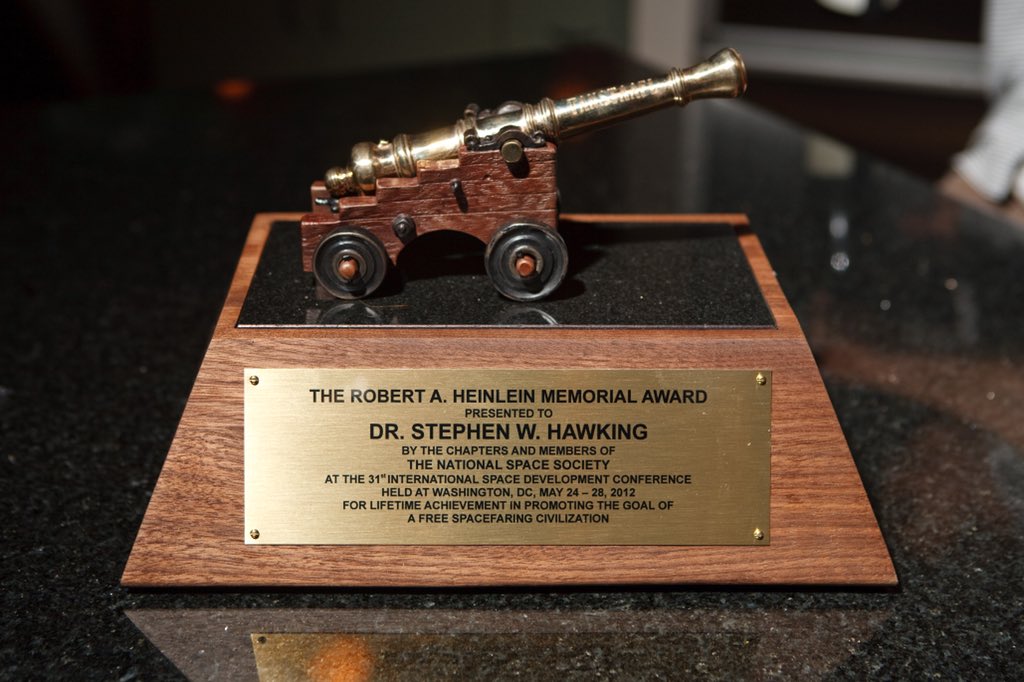 THE ROBERT A. HEINLEIN MEMORIAL AWARD
PRESENTED TO
DR. STEPHEN W. HAWKING
BY THE CHAPTERS AND MEMBERS OF
THE NATIONAL SPACE SOCIETY
AT THE 31st INTERNATIONAL SPACE DEVELOPMENT CONFERENCE
HELD AT WASHINGTON, DC, MAY 24 – 28, 2012
FOR LIFETIME ACHIEVEMENT IN PROMOTING THE GOAL OF
A FREE SPACEFARING CIVILIZATION